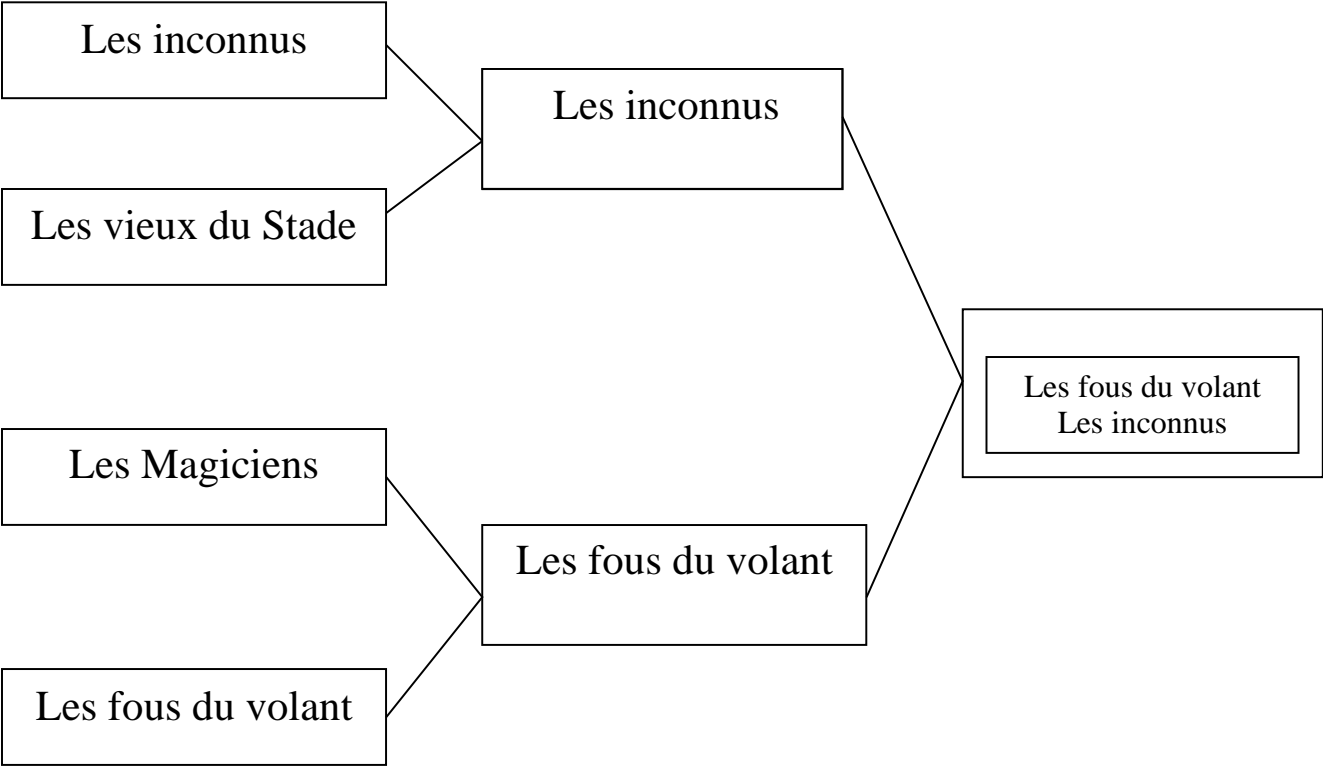 Les inconnus
Les inconnus
Les vieux du Stade
Les fous du volant
Les inconnus
Les Magiciens
Les fous du volant
Les fous du volant